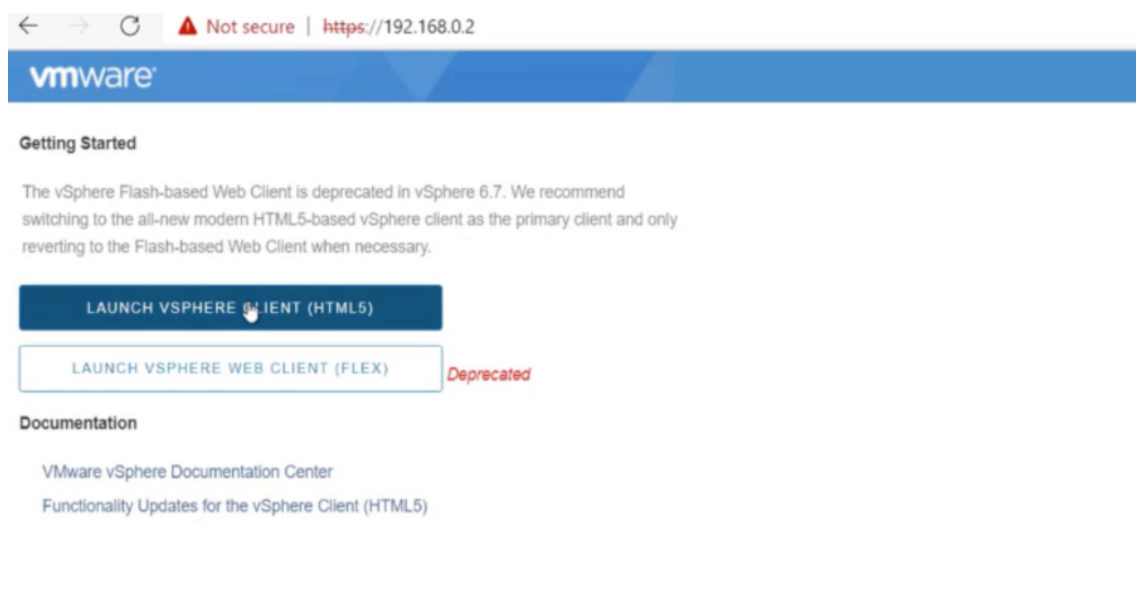 Not secure | https://192.168.0.2
vmware
Getting Started
The vSphere Flash-based Web Client is deprecated in vSphere 6.7. We recommend
switching to the all-new modern HTML5-based vSphere client as the primary client and only
reverting to the Flash-based Web Client when necessary.
LAUNCH VSPHERE CLIENT (HTML5)
LAUNCH VSPHERE WEB CLIENT (FLEX)
Deprecated
Documentation
VMware vSphere Documentation Center
Functionality Updates for the vSphere Client (HTML5)